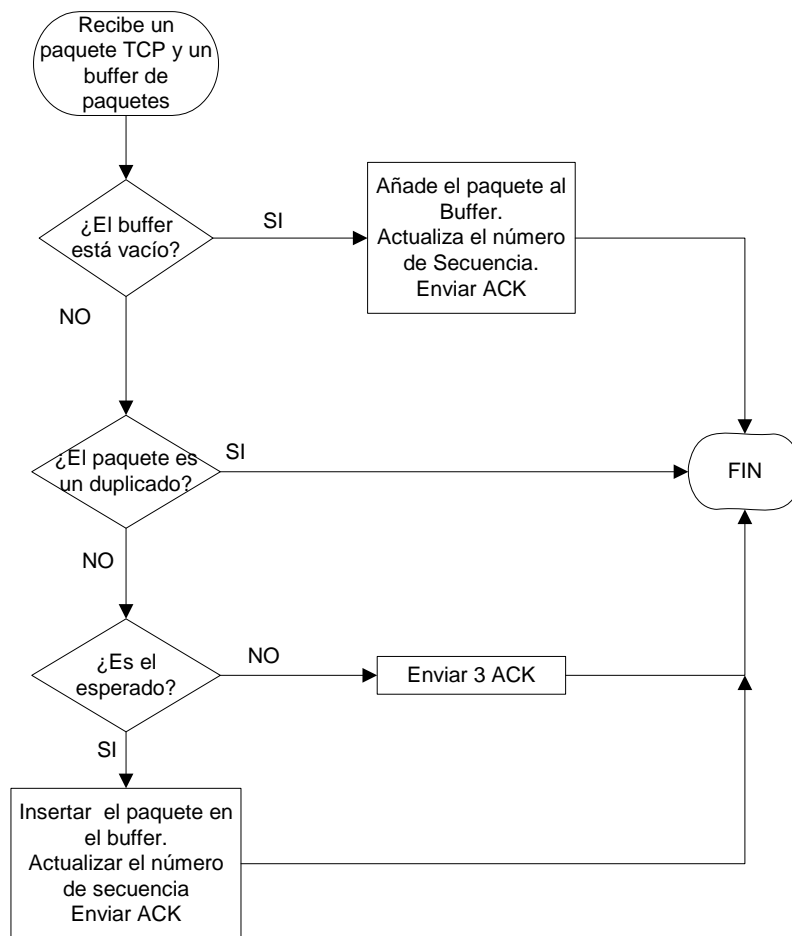 Recibe un
paquete TCP y un
buffer de
paquetes
¿El buffer
está vacío?
SI
Añade el paquete al
Buffer.
Actualiza el número
de Secuencia.
Enviar ACK
NO
¿El paquete es
un duplicado?
SI
FIN
NO
¿Es el
esperado?
NO
Enviar 3 ACK
SI
Insertar el paquete en
el buffer.
Actualizar el número
de secuencia
Enviar ACK